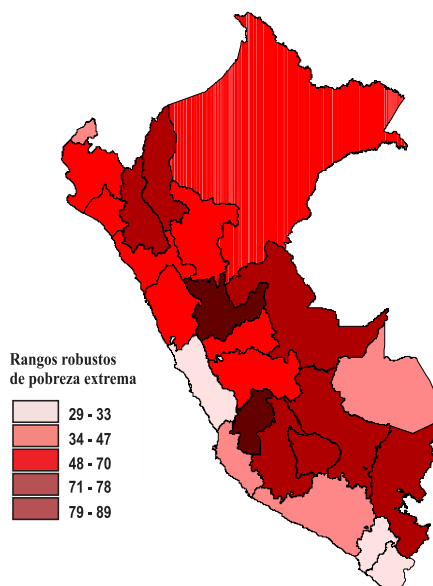 Rangos robustos
de pobreza extrema
29 - 33
34 - 47
48 - 70
71 - 78
79 - 89